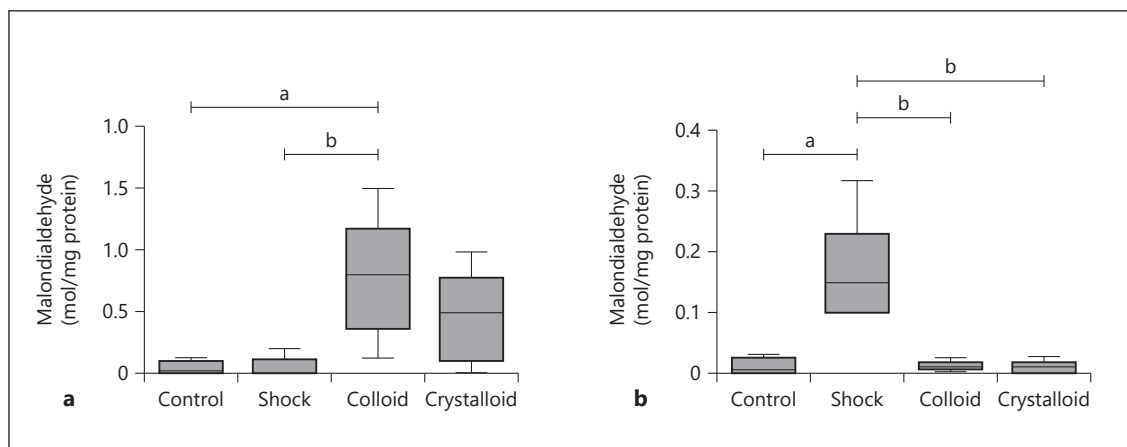 a
b
1.0
1.5
1.0
0.5
0
Malondialdehyde
(mol/mg protein)
a
Control
Shock
Colloid
Crystalloid
b
b
a
0.4
0.3
0.2
0.1
0
Malondialdehyde
(mol/mg protein)
b
Control
Shock
Colloid
Crystalloid